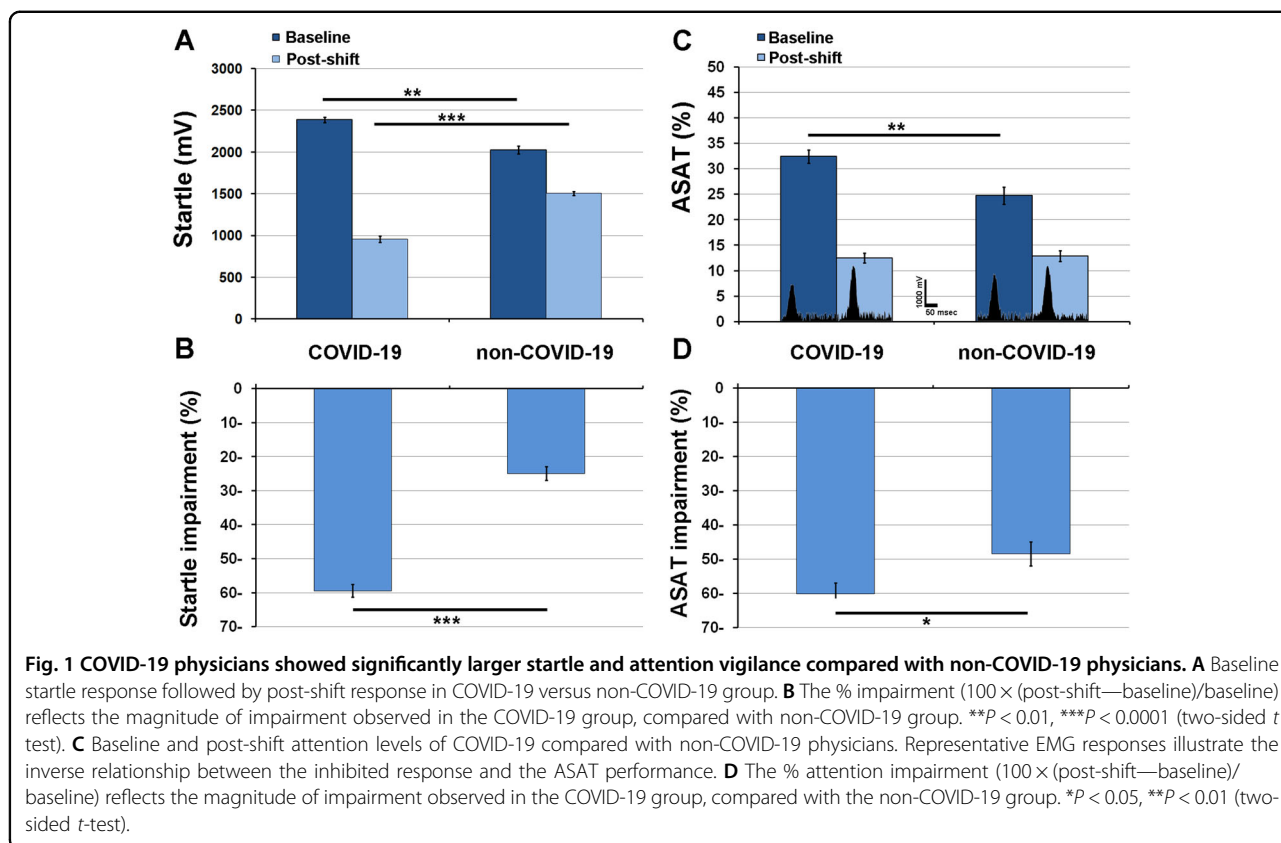 A
Baseline
Post-shift
Startle (mV)
3000
2500
2000
1500
1000
500
0
**
***
C
Baseline
Post-shift
ASAT (%)
50
45
40
35
30
25
20
15
10
5
0
**
1000 mV
50 msec
B
COVID-19
non-COVID-19
Startle impairment (%)
0
10-
20-
30-
40-
50-
60-
70-
***
D
COVID-19
non-COVID-19
ASAT impairment (%)
0
10-
20-
30-
40-
50-
60-
70-
*
Fig. 1 COVID-19 physicians showed significantly larger startle and attention vigilance compared with non-COVID-19 physicians. A Baseline
startle response followed by post-shift response in COVID-19 versus non-COVID-19 group. B The % impairment (100 × (post-shift—baseline)/baseline)
reflects the magnitude of impairment observed in the COVID-19 group, compared with non-COVID-19 group. **P < 0.01, ***P < 0.0001 (two-sided t
test). C Baseline and post-shift attention levels of COVID-19 compared with non-COVID-19 physicians. Representative EMG responses illustrate the
inverse relationship between the inhibited response and the ASAT performance. D The % attention impairment (100 × (post-shift—baseline)/
baseline) reflects the magnitude of impairment observed in the COVID-19 group, compared with the non-COVID-19 group. *P < 0.05, **P < 0.01 (two-
sided t-test).